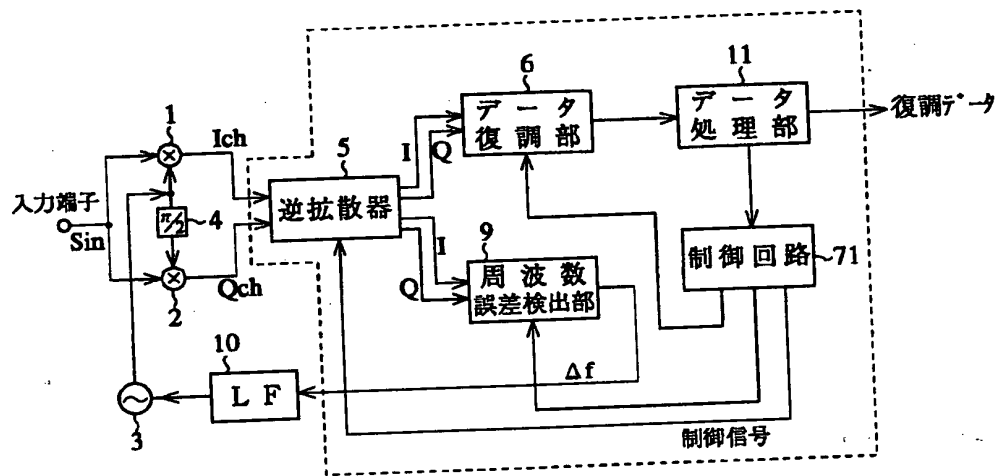 6
11
データ
復調部
データ
処理部
復調データ
1
Ich
5
I
Q
入力端子
Sin
π/2
4
逆拡散器
I
Q
9
周波数
誤差検出部
制御回路
71
Qch
2
10
LF
Δf
3
制御信号